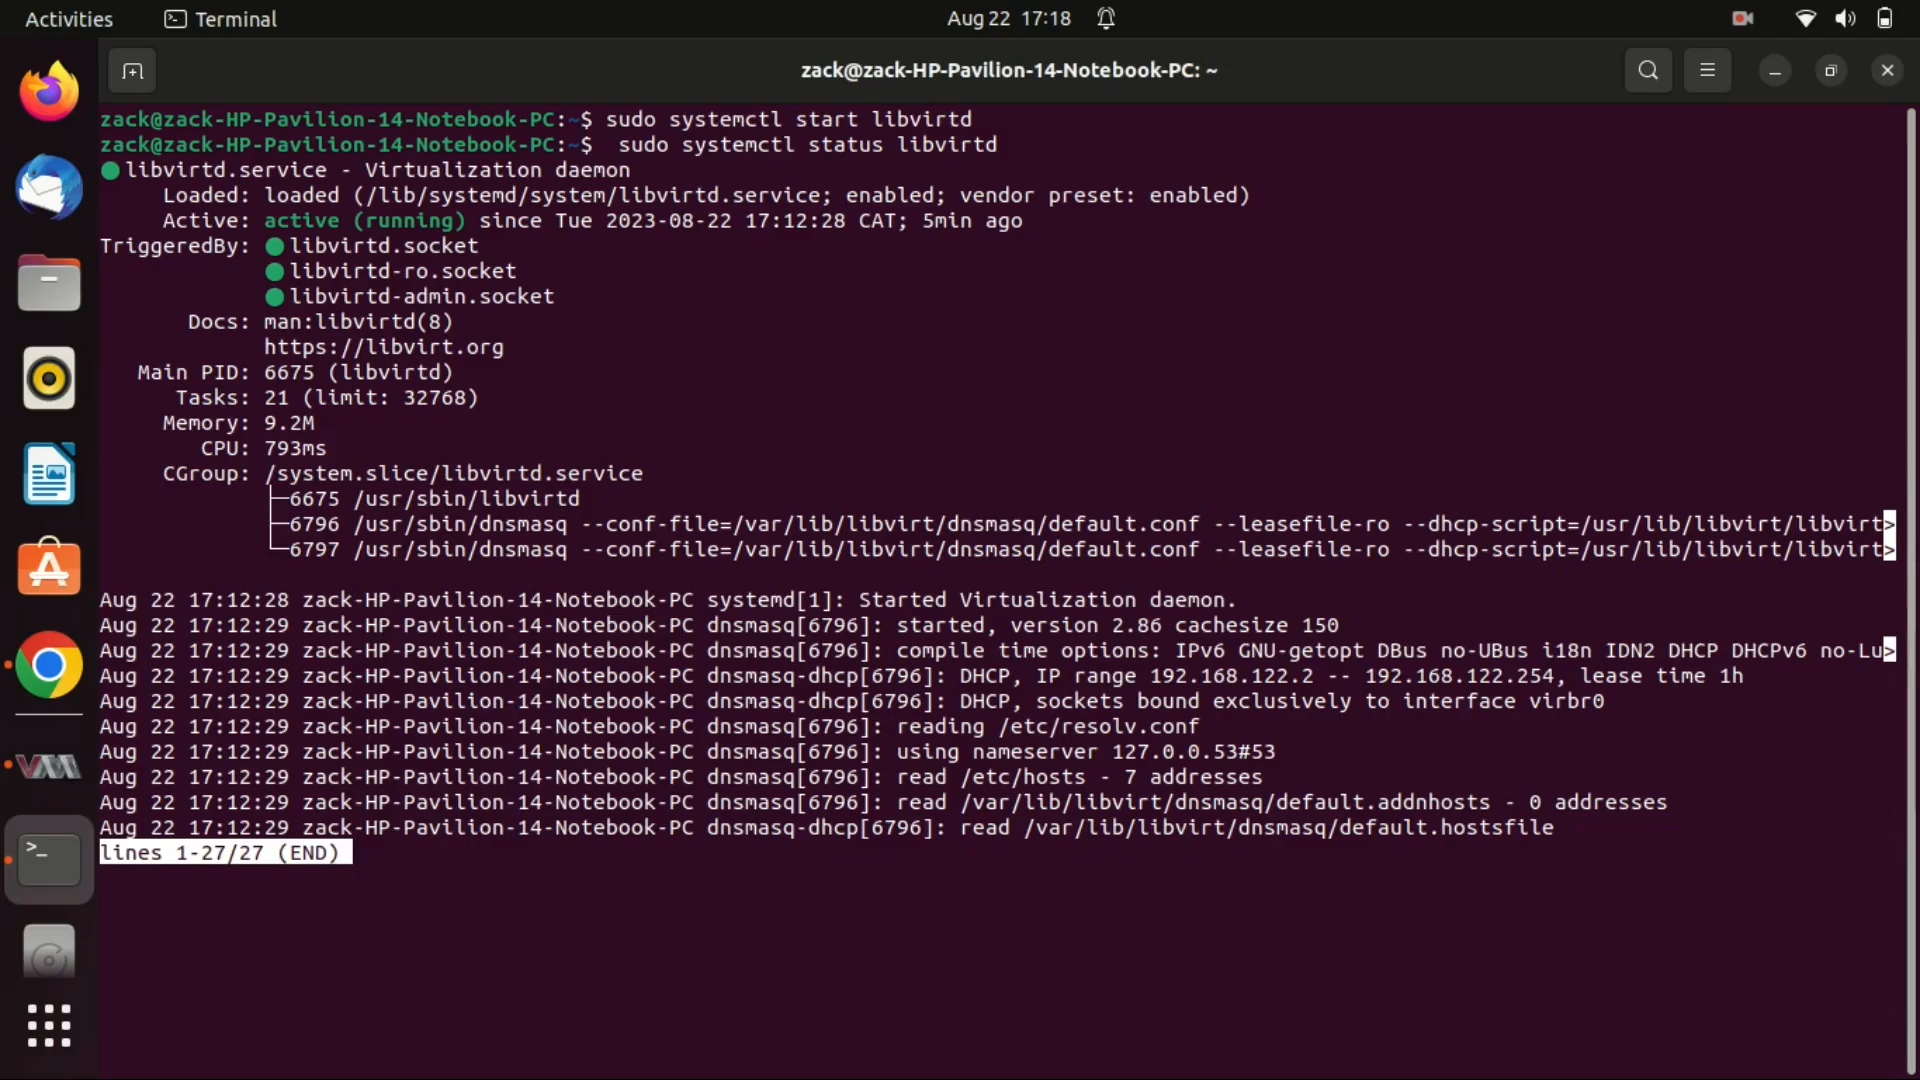 Activities Terminal Aug 22 17:18
zack@zack-HP-Pavilion-14-Notebook-PC: ~
zack@zack-HP-Pavilion-14-Notebook-PC:~$ sudo systemctl start libvirtd
zack@zack-HP-Pavilion-14-Notebook-PC:~$  sudo systemctl status libvirtd
● libvirtd.service - Virtualization daemon
Loaded: loaded (/lib/systemd/system/libvirtd.service; enabled; vendor preset: enabled)
Active: active (running) since Tue 2023-08-22 17:12:28 CAT; 5min ago
TriggeredBy: ● libvirtd.socket
● libvirtd-ro.socket
● libvirtd-admin.socket
Docs: man:libvirtd(8)
https://libvirt.org
Main PID: 6675 (libvirtd)
Tasks: 21 (limit: 32768)
Memory: 9.2M
CPU: 793ms
CGroup: /system.slice/libvirtd.service
├─6675 /usr/sbin/libvirtd
├─6796 /usr/sbin/dnsmasq --conf-file=/var/lib/libvirt/dnsmasq/default.conf --leasefile-ro --dhcp-script=/usr/lib/libvirt/libvirt>
└─6797 /usr/sbin/dnsmasq --conf-file=/var/lib/libvirt/dnsmasq/default.conf --leasefile-ro --dhcp-script=/usr/lib/libvirt/libvirt>
Aug 22 17:12:28 zack-HP-Pavilion-14-Notebook-PC systemd[1]: Started Virtualization daemon.
Aug 22 17:12:29 zack-HP-Pavilion-14-Notebook-PC dnsmasq[6796]: started, version 2.86 cachesize 150
Aug 22 17:12:29 zack-HP-Pavilion-14-Notebook-PC dnsmasq[6796]: compile time options: IPv6 GNU-getopt DBus no-UBus i18n IDN2 DHCP DHCPv6 no-Lu>
Aug 22 17:12:29 zack-HP-Pavilion-14-Notebook-PC dnsmasq-dhcp[6796]: DHCP, IP range 192.168.122.2 -- 192.168.122.254, lease time 1h
Aug 22 17:12:29 zack-HP-Pavilion-14-Notebook-PC dnsmasq-dhcp[6796]: DHCP, sockets bound exclusively to interface virbr0
Aug 22 17:12:29 zack-HP-Pavilion-14-Notebook-PC dnsmasq[6796]: reading /etc/resolv.conf
Aug 22 17:12:29 zack-HP-Pavilion-14-Notebook-PC dnsmasq[6796]: using nameserver 127.0.0.53#53
Aug 22 17:12:29 zack-HP-Pavilion-14-Notebook-PC dnsmasq[6796]: read /etc/hosts - 7 addresses
Aug 22 17:12:29 zack-HP-Pavilion-14-Notebook-PC dnsmasq[6796]: read /var/lib/libvirt/dnsmasq/default.addnhosts - 0 addresses
Aug 22 17:12:29 zack-HP-Pavilion-14-Notebook-PC dnsmasq-dhcp[6796]: read /var/lib/libvirt/dnsmasq/default.hostsfile
lines 1-27/27 (END)